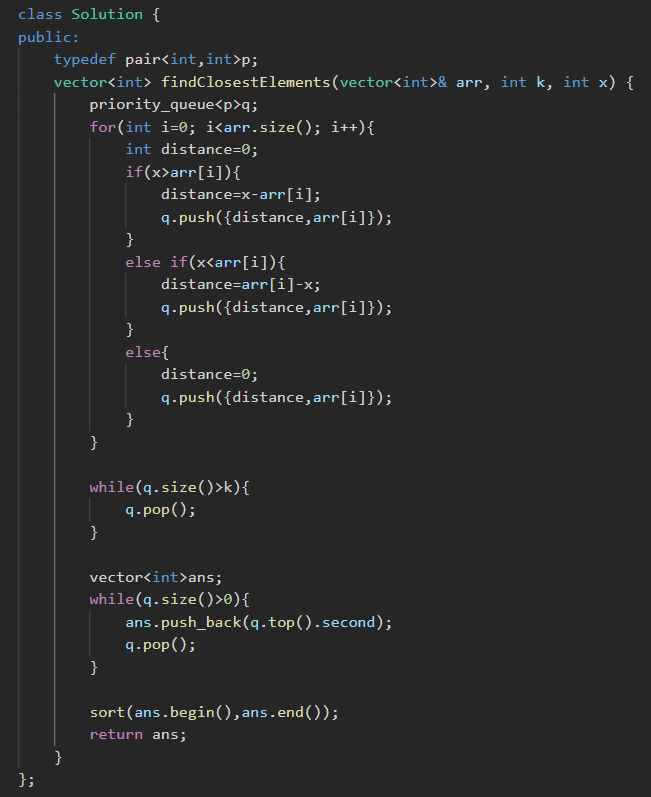 class Solution {
public:
    typedef pair<int,int>p;
    vector<int> findClosestElements(vector<int>& arr, int k, int x) {
        priority_queue<p>q;
        for(int i=0; i<arr.size(); i++){
            int distance=0;
            if(x>arr[i]){
                distance=x-arr[i];
                q.push({distance,arr[i]});
            }
            else if(x<arr[i]){
                distance=arr[i]-x;
                q.push({distance,arr[i]});
            }
            else{
                distance=0;
                q.push({distance,arr[i]});
            }
        }

        while(q.size()>k){
            q.pop();
        }

        vector<int>ans;
        while(q.size()>0){
            ans.push_back(q.top().second);
            q.pop();
        }

        sort(ans.begin(),ans.end());
        return ans;
    }
};